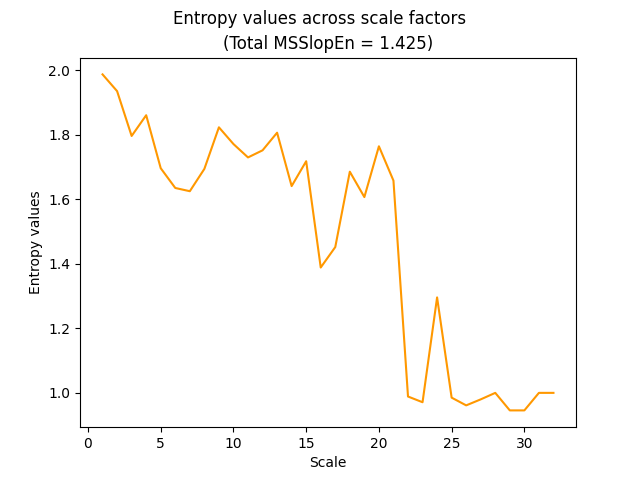 Entropy values across scale factors
(Total MSSlopEn = 1.425)
2.0
1.8
1.6
1.4
1.2
1.0
Entropy values
0 5 10 15 20 25 30
Scale